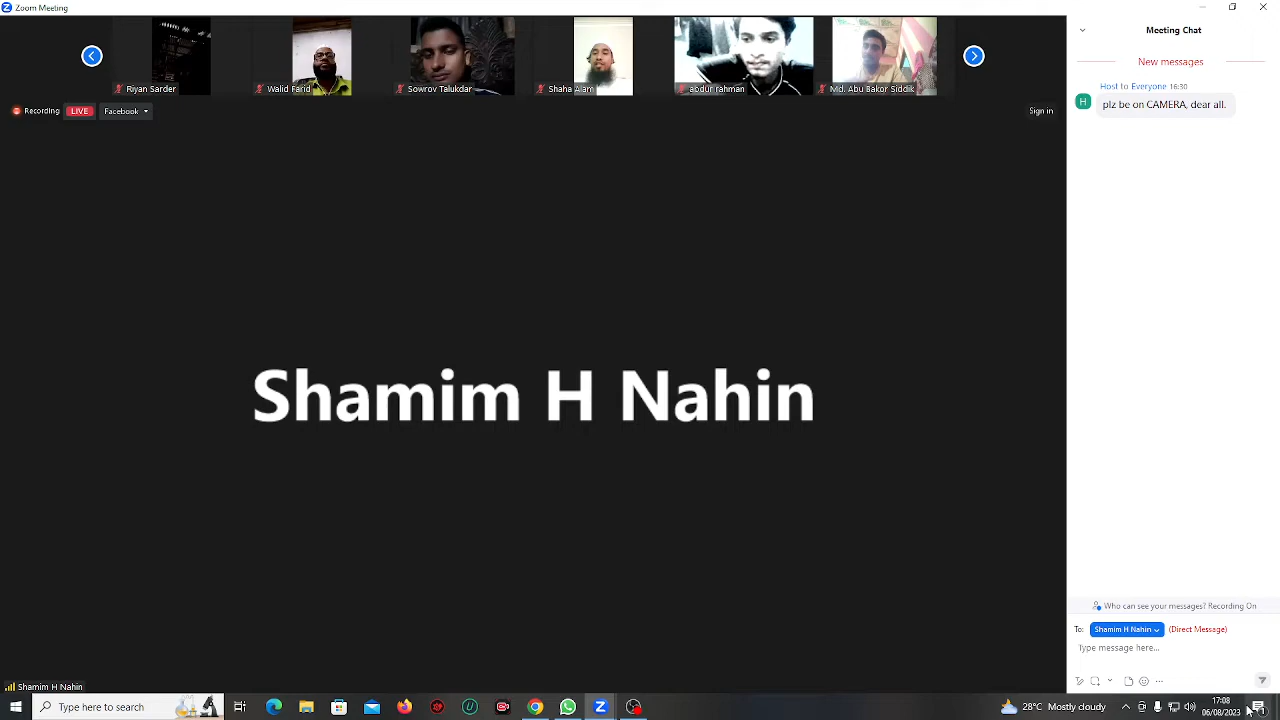 Zoom Meeting
Riyan Sarder
Walid Farid
Sowrov Talukdar
Shaha Alam
abdur rahman
Md. Abu Bakor Siddik
Recording
LIVE
Facebook
Sign in
Shamim H Nahin
Shamim H Nahin
Meeting Chat
New messages
Host to Everyone 16:30
H
plz be on CAMERA, dear all.
Who can see your messages? Recording On
To: Shamim H Nahin (Direct Message)
Type message here...
Type here to search
22°C Mostly cloudy
17:08
06/08/2023